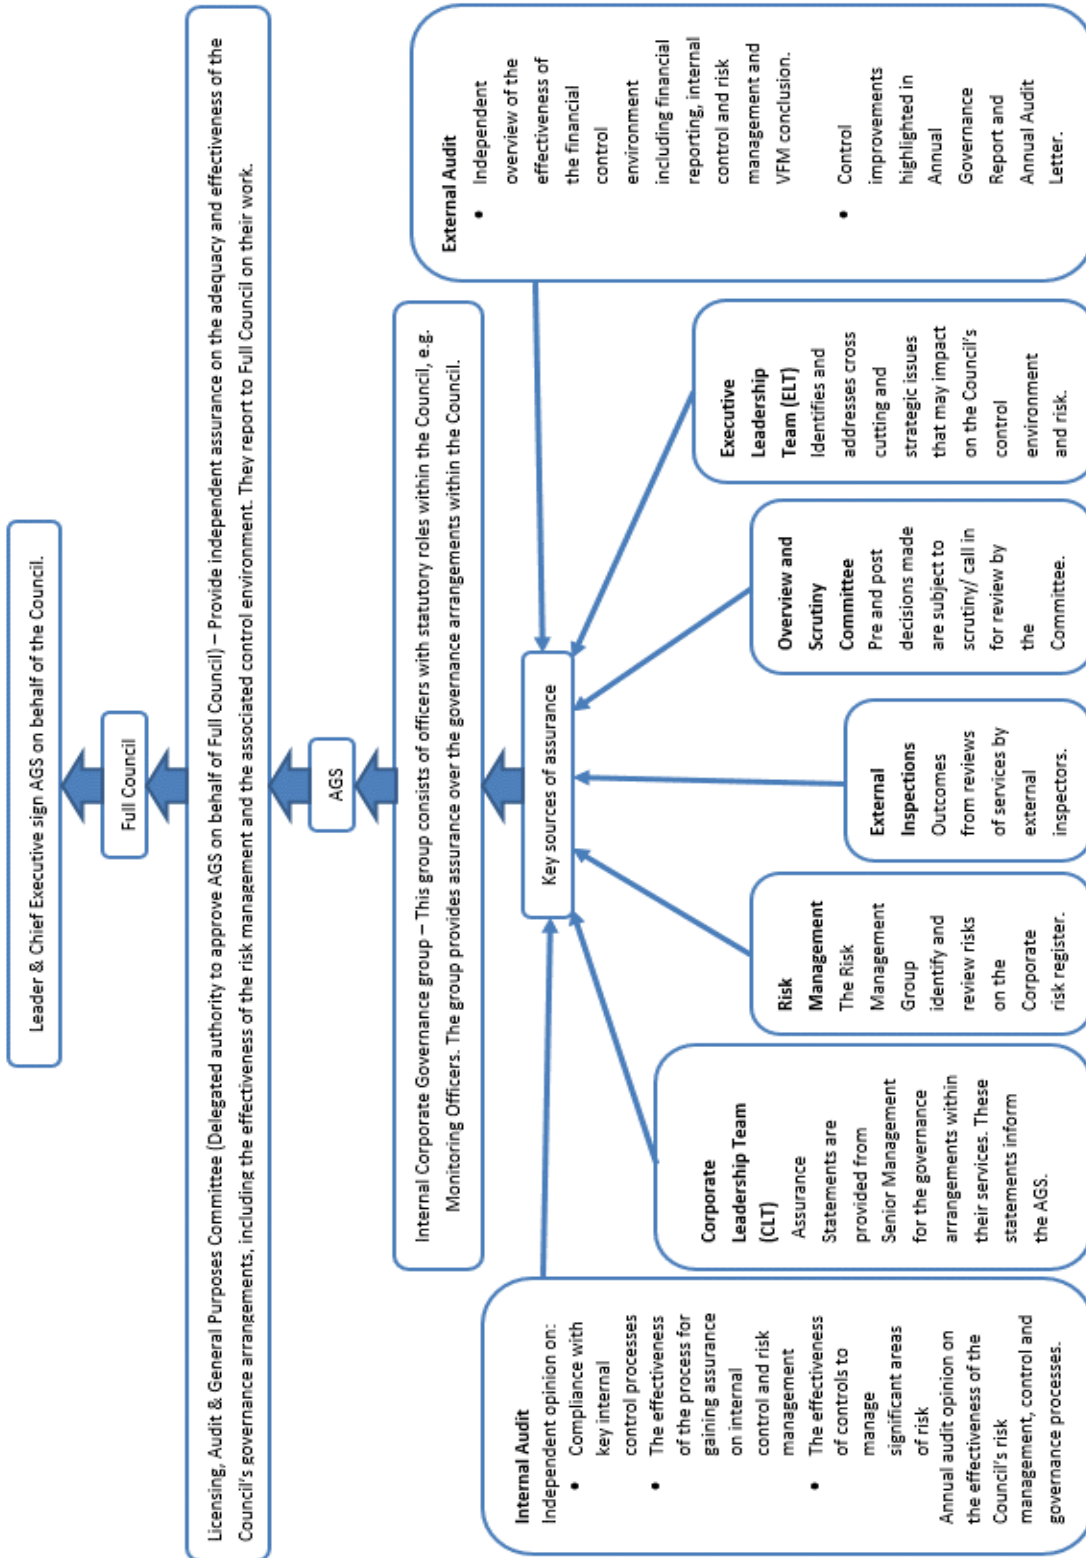 Leader & Chief Executive sign AGS on behalf of the Council.
Full Council
Licensing, Audit & General Purposes Committee (Delegated authority to approve AGS on behalf of Full Council) – Provide independent assurance on the adequacy and effectiveness of the
Council's governance arrangements, including the effectiveness of the risk management and the associated control environment. They report to Full Council on their work.
AGS
Internal Corporate Governance group – This group consists of officers with statutory roles within the Council, e.g.
Monitoring Officers. The group provides assurance over the governance arrangements within the Council.
Key sources of assurance
Internal Audit
Independent opinion on:
• Compliance with
key internal
control processes
• The effectiveness
of the process for
gaining assurance
on internal
control and risk
management
• The effectiveness
of controls to
manage
significant areas
of risk
Annual audit opinion on
the effectiveness of the
Council's risk
management, control and
governance processes.
Corporate
Leadership Team
(CLT)
Assurance
Statements are
provided from
Senior Management
for the governance
arrangements within
their services. These
statements inform
the AGS.
Risk
Management
The Risk
Management
Group
identify and
review risks
on the
Corporate
risk register.
External
Inspections
Outcomes
from reviews
of services by
external
inspectors.
Overview and
Scrutiny
Committee
Pre and post
decisions made
are subject to
scrutiny/ call in
for review by
the
Committee.
Executive
Leadership
Team (ELT)
Identifies and
addresses cross
cutting and
strategic issues
that may impact
on the Council's
control
environment
and risk.
External Audit
• Independent
overview of the
effectiveness of
the financial
control
environment
including financial
reporting, internal
control and risk
management and
VFM conclusion.
• Control
improvements
highlighted in
Annual
Governance
Report and
Annual Audit
Letter.